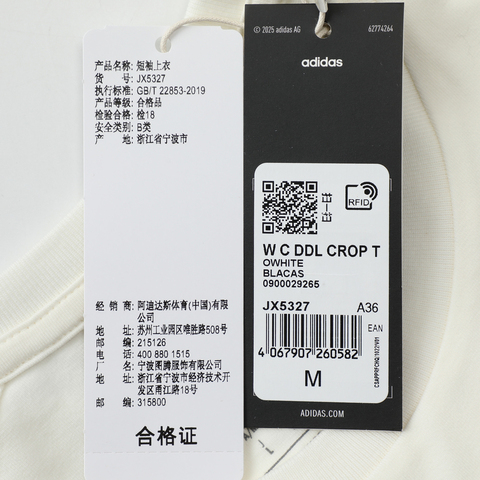 产品名称: 短袖上衣
货 号: JX5327
执行标准: GB/T 22853-2019
产品等级: 合格品
检验合格: 检18
安全类别: B类
产 地: 浙江省宁波市
经 销 商: 阿迪达斯体育(中国)有限
公司
地 址: 苏州工业园区唯胜路508号
邮 编: 215126
电 话: 400 880 1515
厂 名: 宁波图腾服饰有限公司
地 址: 浙江省宁波市经济技术开
发区甬江路18号
邮 编: 315800
合格证
© 2025 adidas AG
62774264
adidas
RFID
W C DDL CROP T
OWHITE
BLACAS
0900029265
JX5327
A36
EAN
4 067907 260582
M
ADIDAS.COM